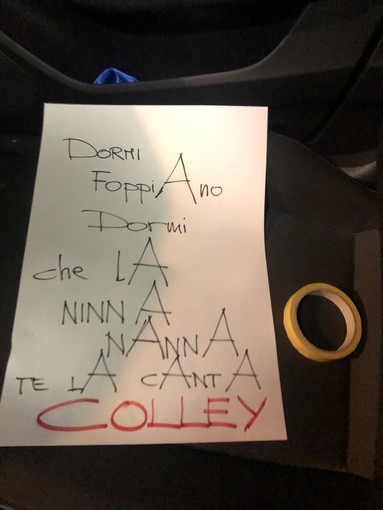 DORMI
FoppiAno
Dormi
che LA
NINNA
NANNA
TE LA CANTA
COLLEY